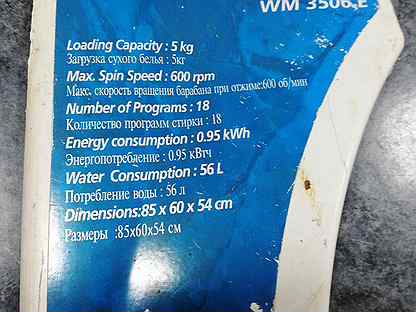 WM 3506 E
Loading Capacity : 5 kg
Загрузка сухого белья : 5кг
Max. Spin Speed : 600 rpm
Макс. скорость вращения барабана при отжиме:600 об/мин
Number of Programs : 18
Количество программ стирки : 18
Energy consumption : 0.95 kWh
Энергопотребление : 0.95 кВтч
Water Consumption : 56 L
Потребление воды : 56 л
Dimensions:85 x 60 x 54 cm
Размеры :85x60x54 см